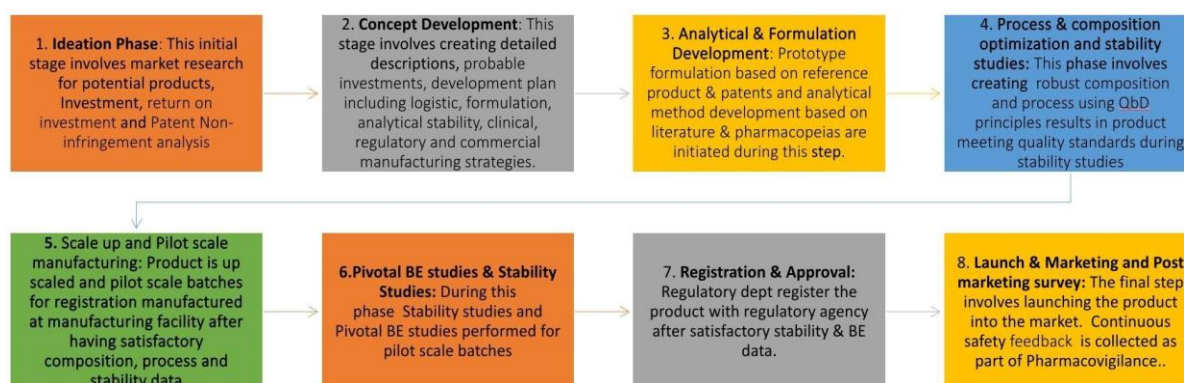 1. Ideation Phase: This initial
stage involves market research
for potential products,
Investment, return on
investment and Patent Non-
infringement analysis
2. Concept Development: This
stage involves creating detailed
descriptions, probable
investments, development plan
including logistic, formulation,
analytical stability, clinical,
regulatory and commercial
manufacturing strategies.
3. Analytical & Formulation
Development: Prototype
formulation based on reference
product & patents and analytical
method development based on
literature & pharmacopeias are
initiated during this step.
4. Process & composition
optimization and stability
studies: This phase involves
creating robust composition
and process using QbD
principles results in product
meeting quality standards during
stability studies
5. Scale up and Pilot scale
manufacturing: Product is up
scaled and pilot scale batches
for registration manufactured
at manufacturing facility after
having satisfactory
composition, process and
stability data
6.Pivotal BE studies & Stability
Studies: During this
phase Stability studies and
Pivotal BE studies performed for
pilot scale batches
7. Registration & Approval:
Regulatory dept register the
product with regulatory agency
after satisfactory stability & BE
data.
8. Launch & Marketing and Post
marketing survey: The final step
involves launching the product
into the market. Continuous
safety feedback is collected as
part of Pharmacovigilance..